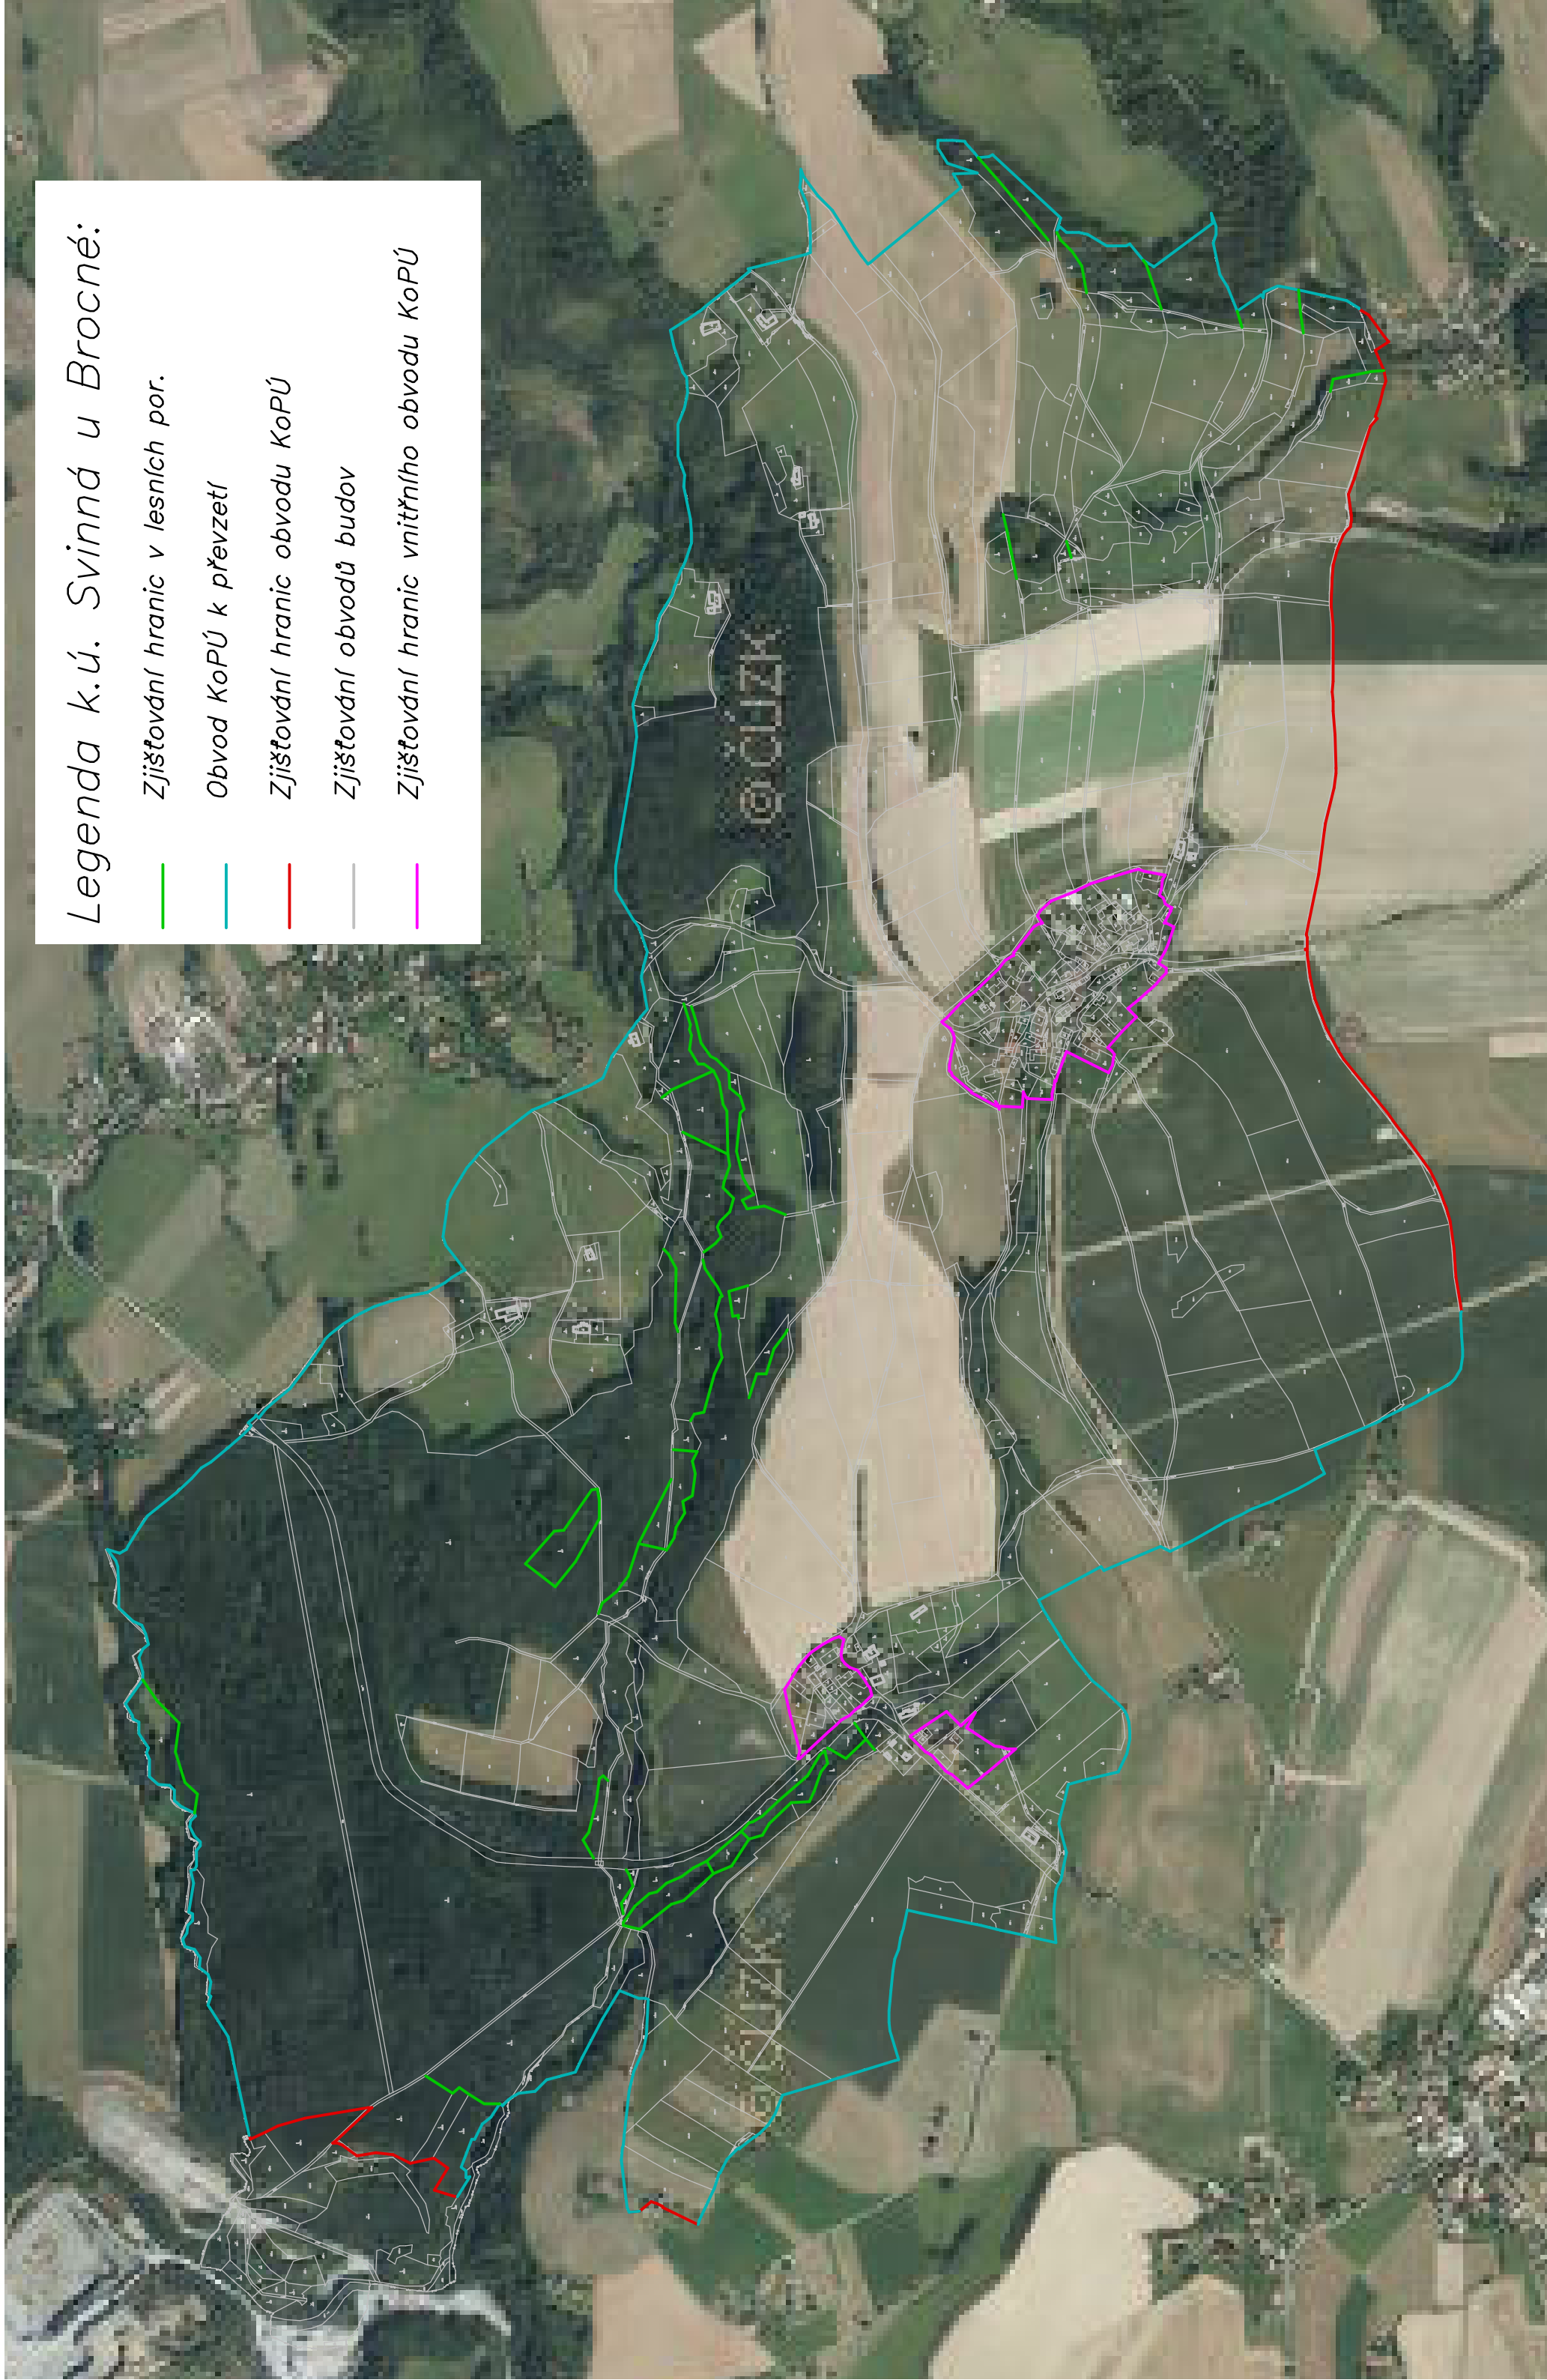 Legenda k.ú. Svinná u Brocné:
Zjišťování hranic v lesních por.
Obvod KoPÚ k převzetí
Zjišťování hranic obvodu KoPÚ
Zjišťování obvodů budov
Zjišťování hranic vnitřního obvodu KoPÚ
©ČÚZK
ČÚZK